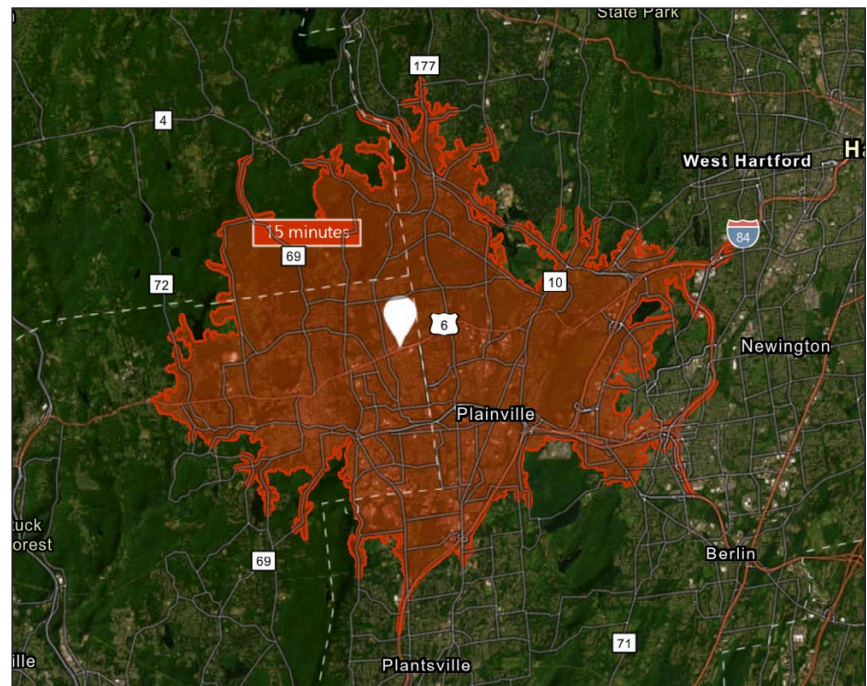 State Park
177
4
Ha
West Hartford
15 minutes
84
69
10
72
6
Newington
Plainville
tuck
orest
Berlin
69
71
ille
Plantsville